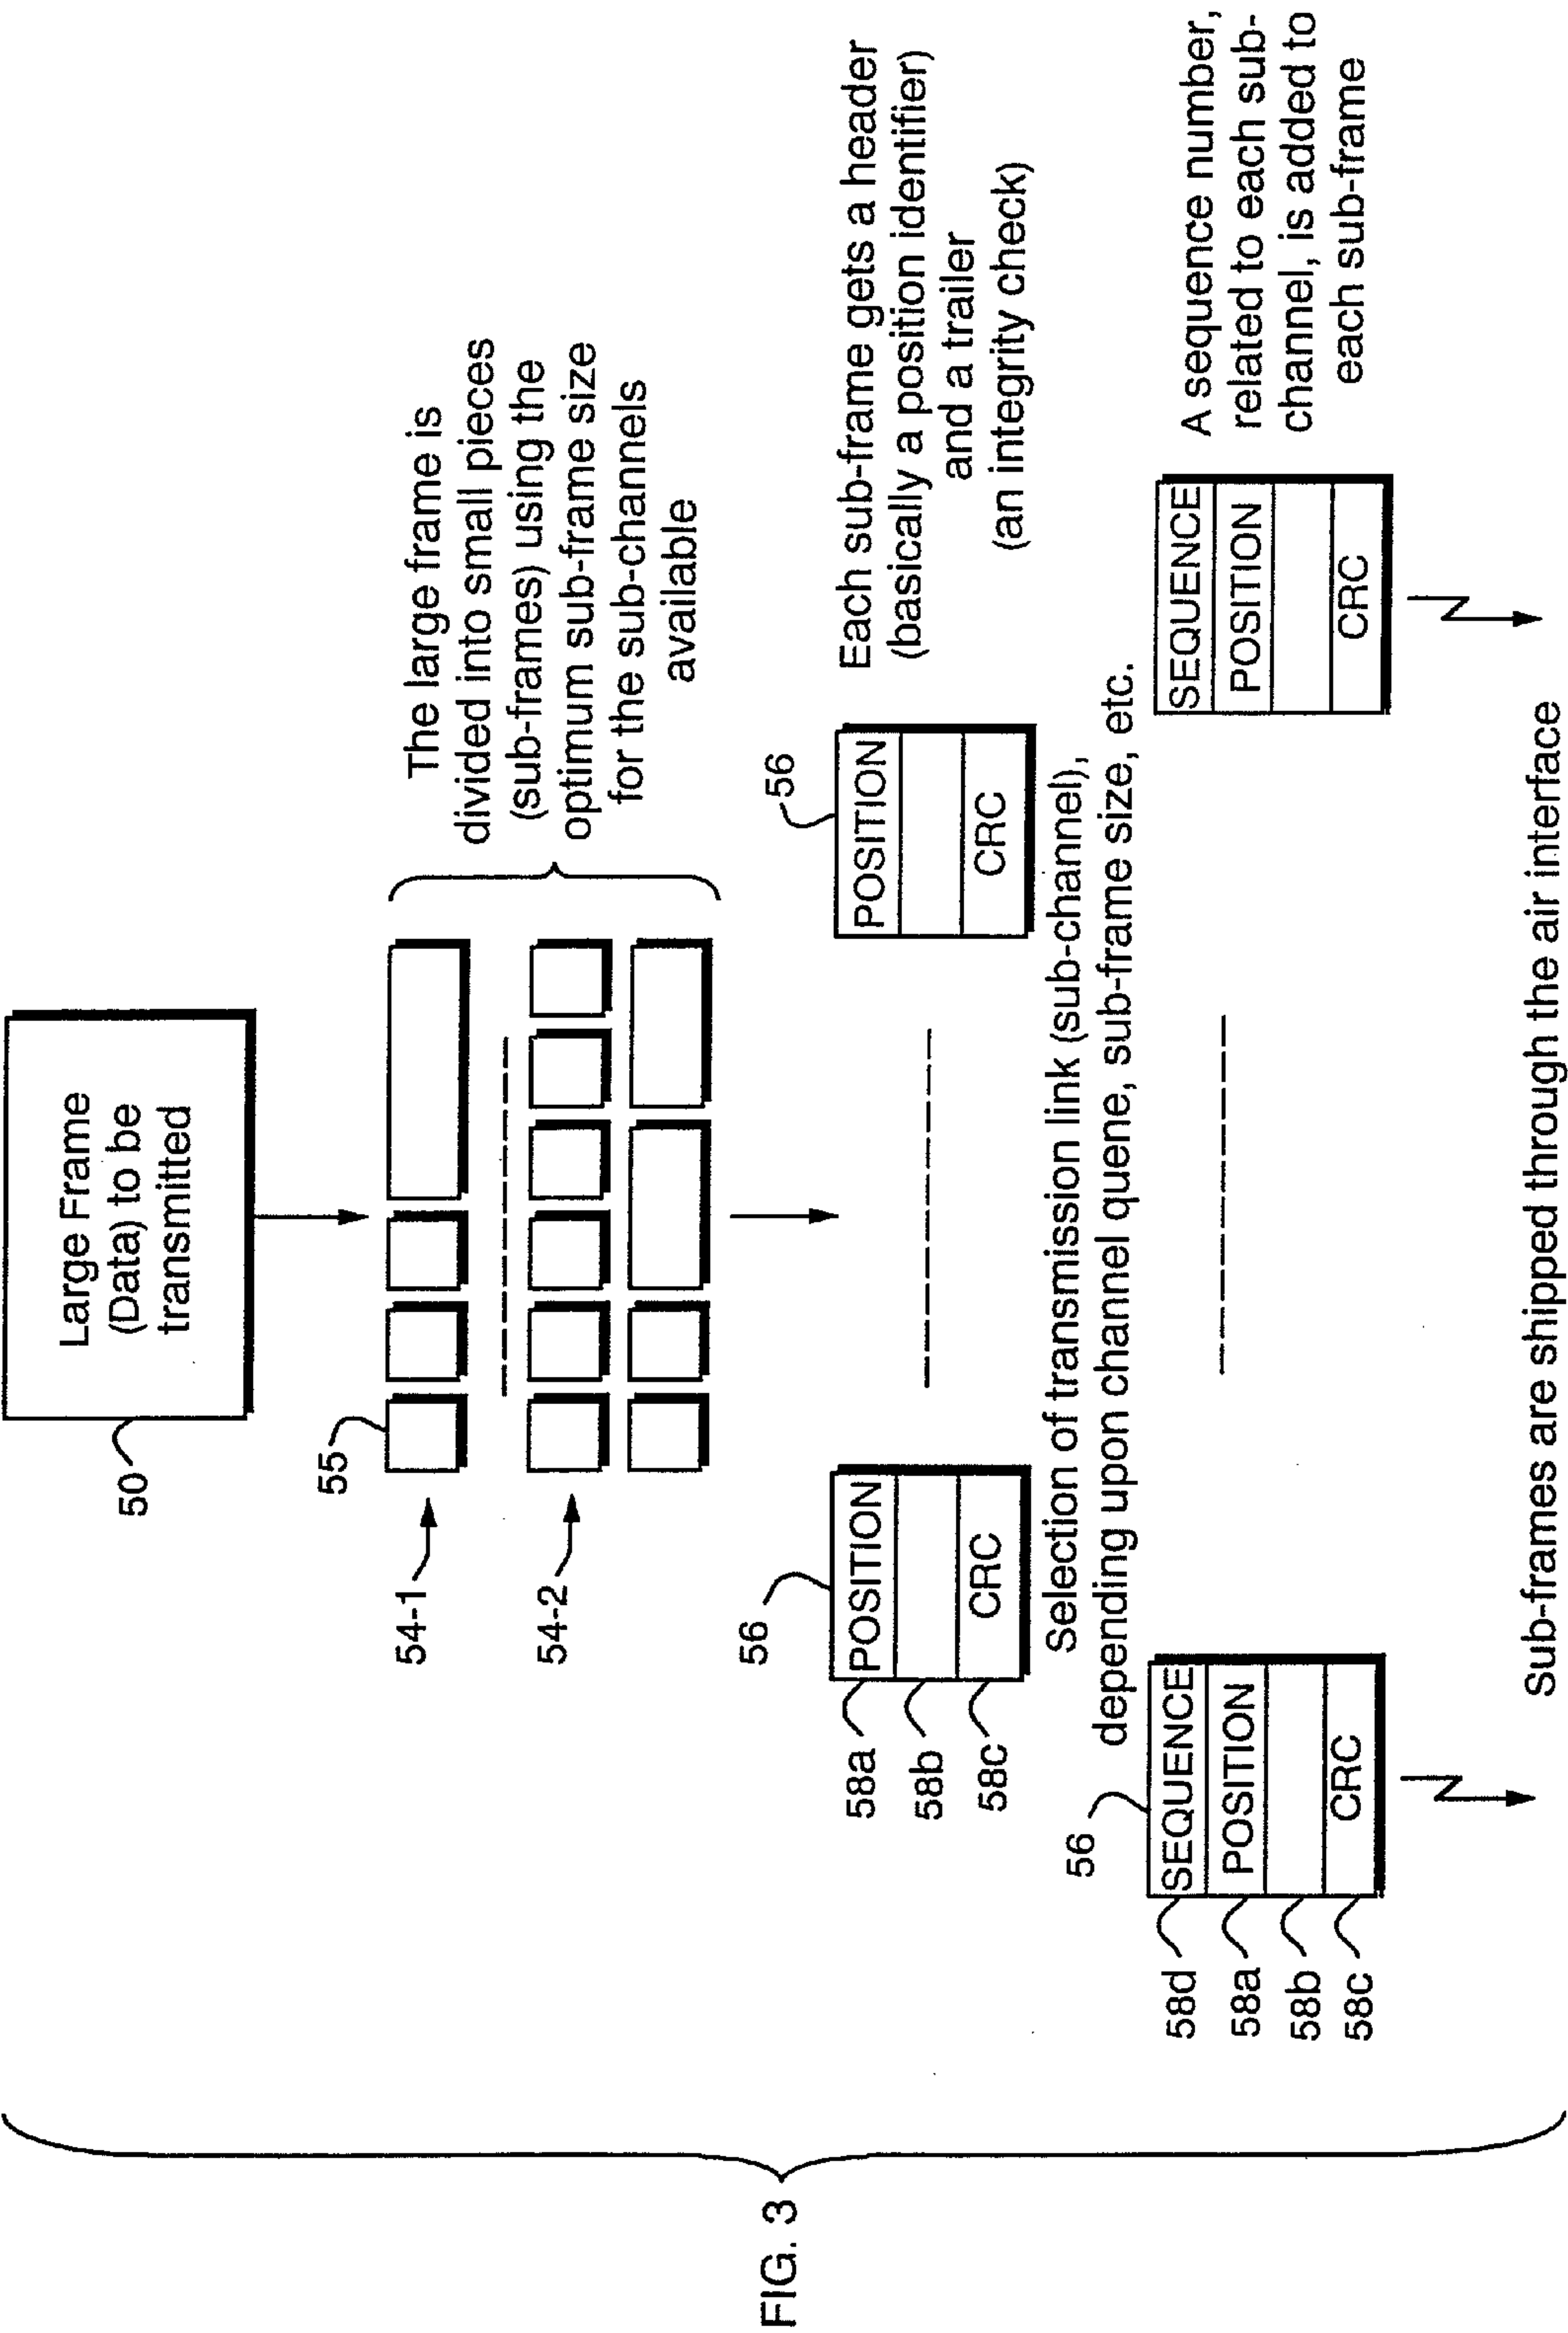 Large Frame
(Data) to be
transmitted
50
55
54-1
54-2
The large frame is
divided into small pieces
(sub-frames) using the
optimum sub-frame size
for the sub-channels
available
56
POSITION
CRC
58a
58b
58c
56
POSITION
CRC
Each sub-frame gets a header
(basically a position identifier)
and a trailer
(an integrity check)
Selection of transmission link (sub-channel),
depending upon channel quene, sub-frame size, etc.
56
SEQUENCE
POSITION
CRC
58d
58a
58b
58c
SEQUENCE
POSITION
CRC
A sequence number,
related to each sub-
channel, is added to
each sub-frame
Sub-frames are shipped through the air interface
FIG. 3